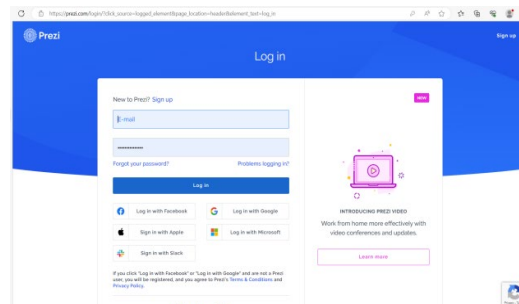 https://prezi.com/login/?click_source=logged_element&page_location=header&element_text=log_in
Prezi
Sign up
Log in
New to Prezi? Sign up
E-mail
••••••••••••
Forgot your password?
Problems logging in?
Log in
Log in with Facebook
Log in with Google
Sign in with Apple
Log in with Microsoft
Sign in with Slack
If you click "Log in with Facebook" or "Log in with Google" and are not a Prezi
user, you will be registered, and you agree to Prezi's Terms & Conditions and
Privacy Policy.
NEW
INTRODUCING PREZI VIDEO
Work from home more effectively with
video conferences and updates.
Learn more